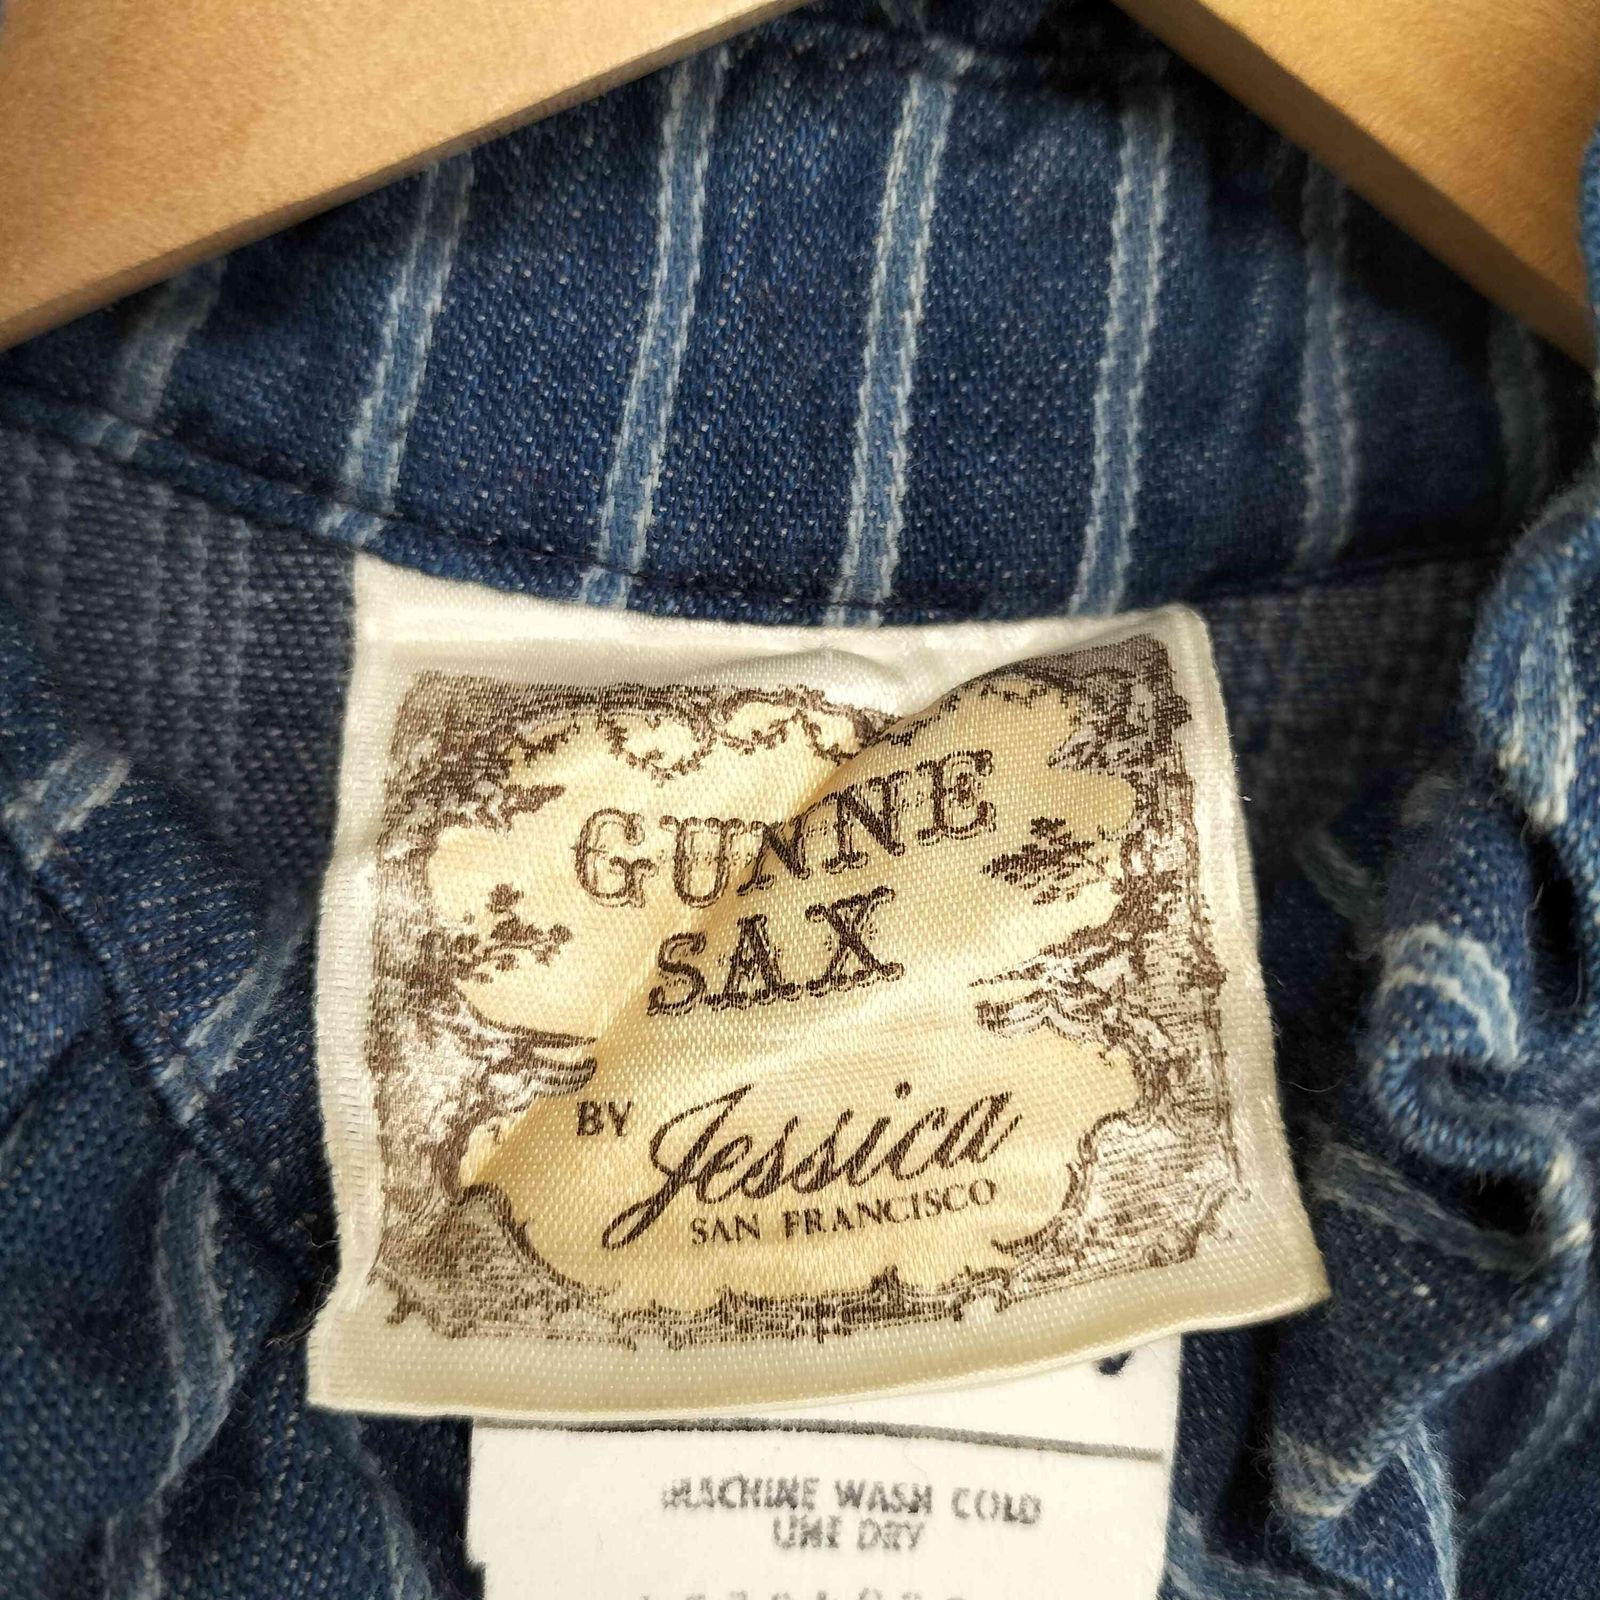 GUNNE
SAX
BY Jessica
SAN FRANCISCO
MACHINE WASH COLD
LINE DRY